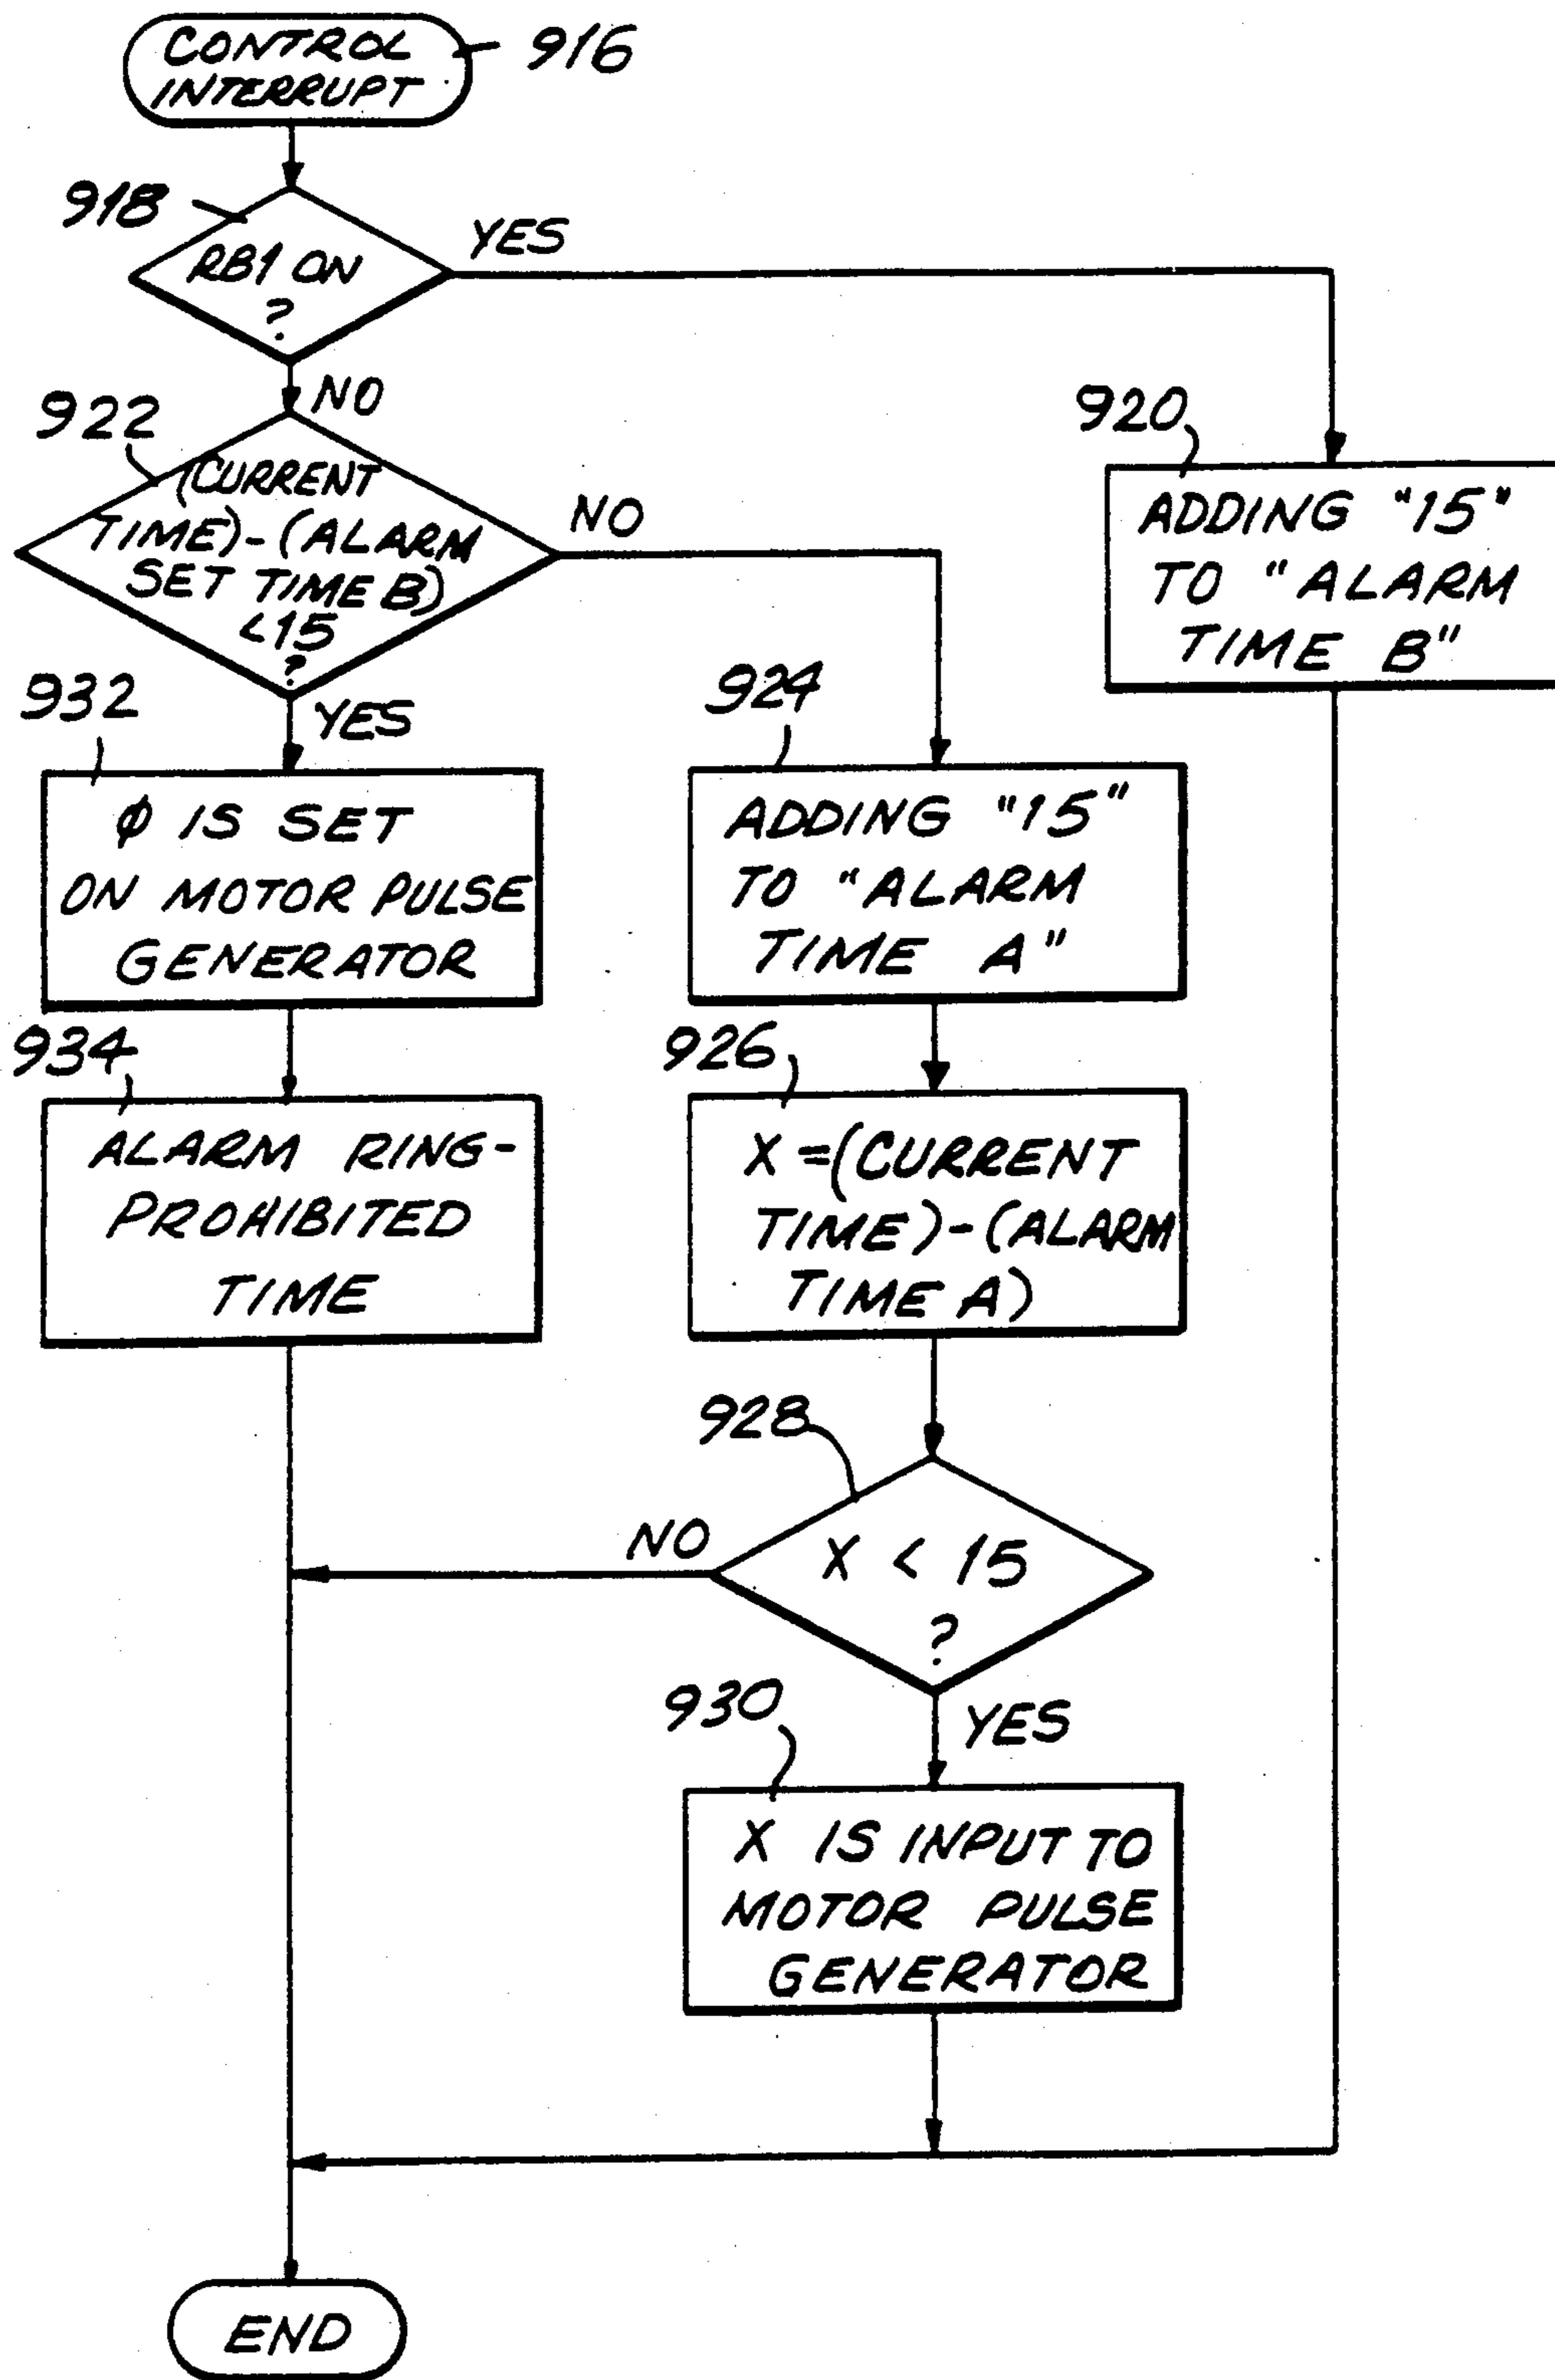 CONTROL
INTERRUPT
916
918
RB1 ON
?
YES
NO
922
(CURRENT
TIME)-(ALARM
SET TIME B)
<15
?
NO
YES
920
ADDING "15"
TO "ALARM
TIME B"
932
ϕ IS SET
ON MOTOR PULSE
GENERATOR
924
ADDING "15"
TO "ALARM
TIME A"
934
ALARM RING-
PROHIBITED
TIME
926
X=(CURRENT
TIME)-(ALARM
TIME A)
928
X < 15
?
NO
YES
930
X IS INPUT TO
MOTOR PULSE
GENERATOR
END